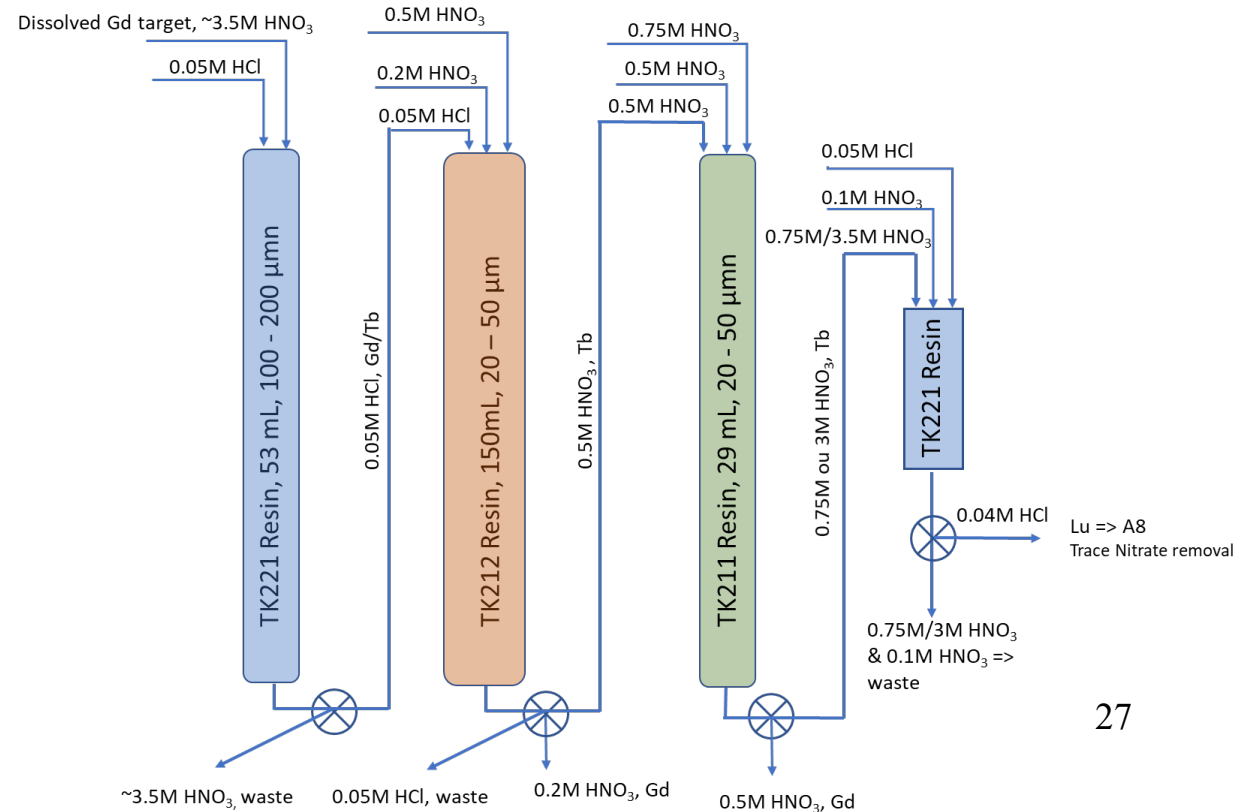 Dissolved Gd target, ~3.5M HNO₃
0.05M HCl
0.5M HNO₃
0.2M HNO₃
0.05M HCl
0.75M HNO₃
0.5M HNO₃
0.5M HNO₃
0.05M HCl
0.1M HNO₃
0.75M/3.5M HNO₃
TK221 Resin, 53 mL, 100 - 200 µmn
0.05M HCl, Gd/Tb
TK212 Resin, 150mL, 20 – 50 µm
0.5M HNO₃ , Tb
TK211 Resin, 29 mL, 20 - 50 µmn
0.75M ou 3M HNO₃, Tb
TK221 Resin
0.04M HCl
Lu => A8
Trace Nitrate removal
0.75M/3M HNO₃
& 0.1M HNO₃ =>
waste
27
~3.5M HNO₃, waste
0.05M HCl, waste
0.2M HNO₃, Gd
0.5M HNO₃, Gd